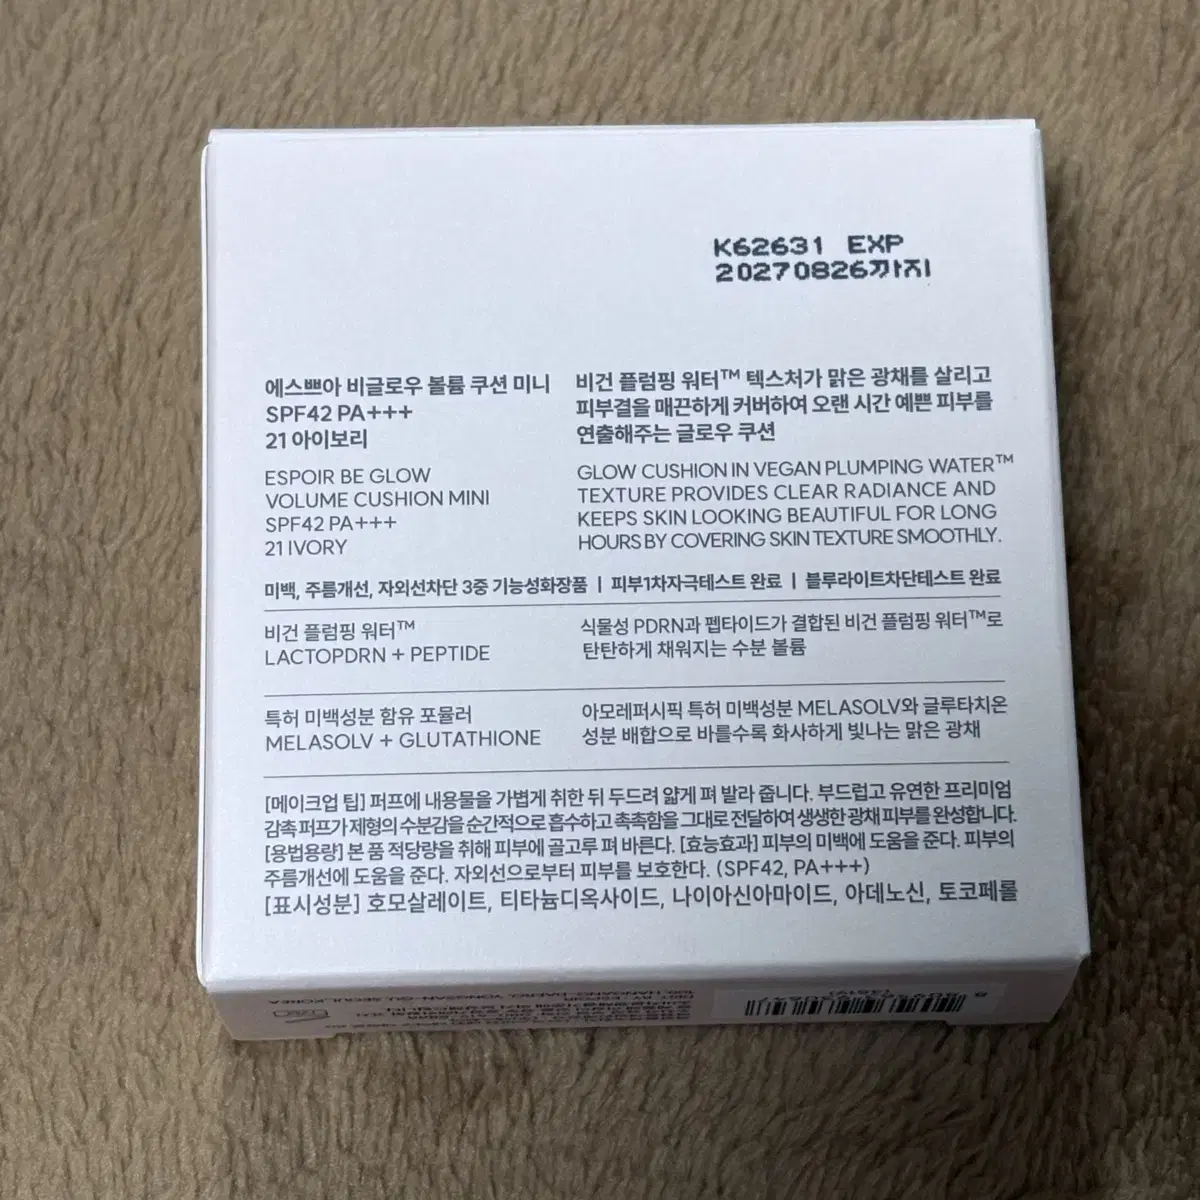 K62631 EXP
20270826까지
에스쁘아 비글로우 볼륨 쿠션 미니
SPF42 PA+++
21 아이보리
ESPOIR BE GLOW
VOLUME CUSHION MINI
SPF42 PA+++
21 IVORY
비건 플럼핑 워터™ 텍스처가 맑은 광채를 살리고
피부결을 매끈하게 커버하여 오랜 시간 예쁜 피부를
연출해주는 글로우 쿠션
GLOW CUSHION IN VEGAN PLUMPING WATER™
TEXTURE PROVIDES CLEAR RADIANCE AND
KEEPS SKIN LOOKING BEAUTIFUL FOR LONG
HOURS BY COVERING SKIN TEXTURE SMOOTHLY.
미백, 주름개선, 자외선차단 3중 기능성화장품 | 피부1차자극테스트 완료 | 블루라이트차단테스트 완료
비건 플럼핑 워터™
LACTOPDRN + PEPTIDE
식물성 PDRN과 펩타이드가 결합된 비건 플럼핑 워터™로
탄탄하게 채워지는 수분 볼륨
특허 미백성분 함유 포뮬러
MELASOLV + GLUTATHIONE
아모레퍼시픽 특허 미백성분 MELASOLV와 글루타치온
성분 배합으로 바를수록 화사하게 빛나는 맑은 광채
[메이크업 팁] 퍼프에 내용물을 가볍게 취한 뒤 두드려 얇게 펴 발라 줍니다. 부드럽고 유연한 프리미엄
감촉 퍼프가 제형의 수분감을 순간적으로 흡수하고 촉촉함을 그대로 전달하여 생생한 광채 피부를 완성합니다.
[용법용량] 본 품 적당량을 취해 피부에 골고루 펴 바른다. [효능효과] 피부의 미백에 도움을 준다. 피부의
주름개선에 도움을 준다. 자외선으로부터 피부를 보호한다. (SPF42, PA+++)
[표시성분] 호모살레이트, 티타늄디옥사이드, 나이아신아마이드, 아데노신, 토코페롤
100, HANGANG-DAERO, YONGSAN-GU, SEOUL, KOREA